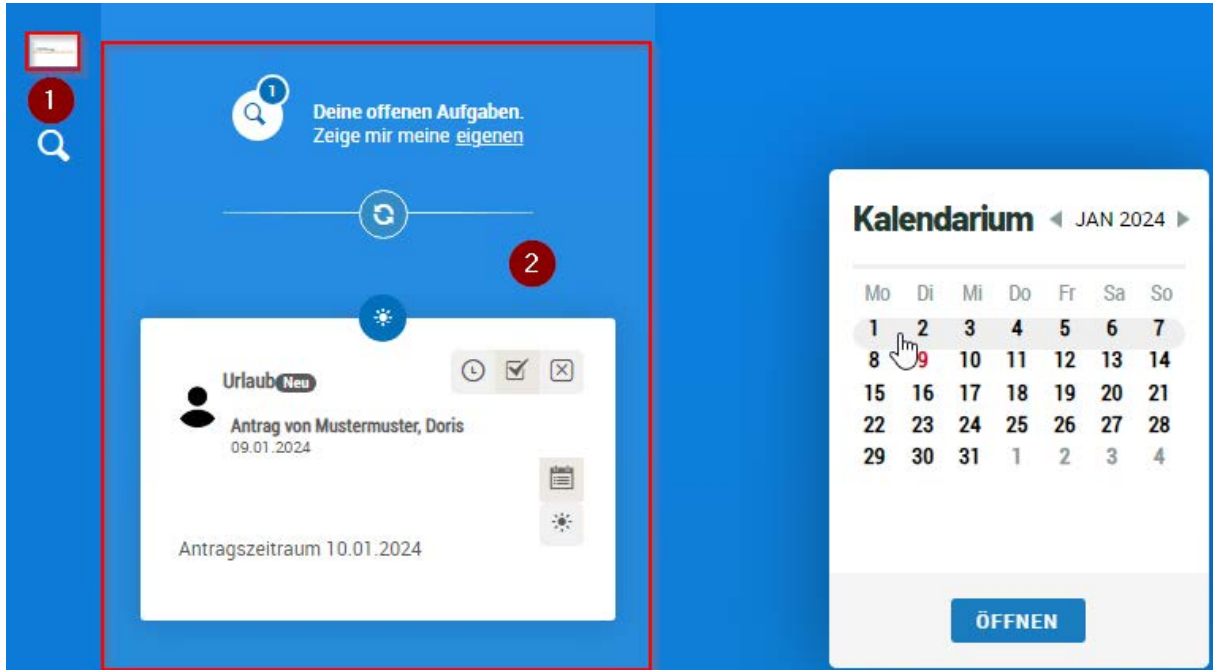 1
1
Deine offenen Aufgaben.
Zeige mir meine eigenen
2
Urlaub Neu
Antrag von Mustermuster, Doris
09.01.2024
Antragszeitraum 10.01.2024
Kalendarium JAN 2024
Mo Di Mi Do Fr Sa So
1 2 3 4 5 6 7
8 9 10 11 12 13 14
15 16 17 18 19 20 21
22 23 24 25 26 27 28
29 30 31 1 2 3 4
ÖFFNEN